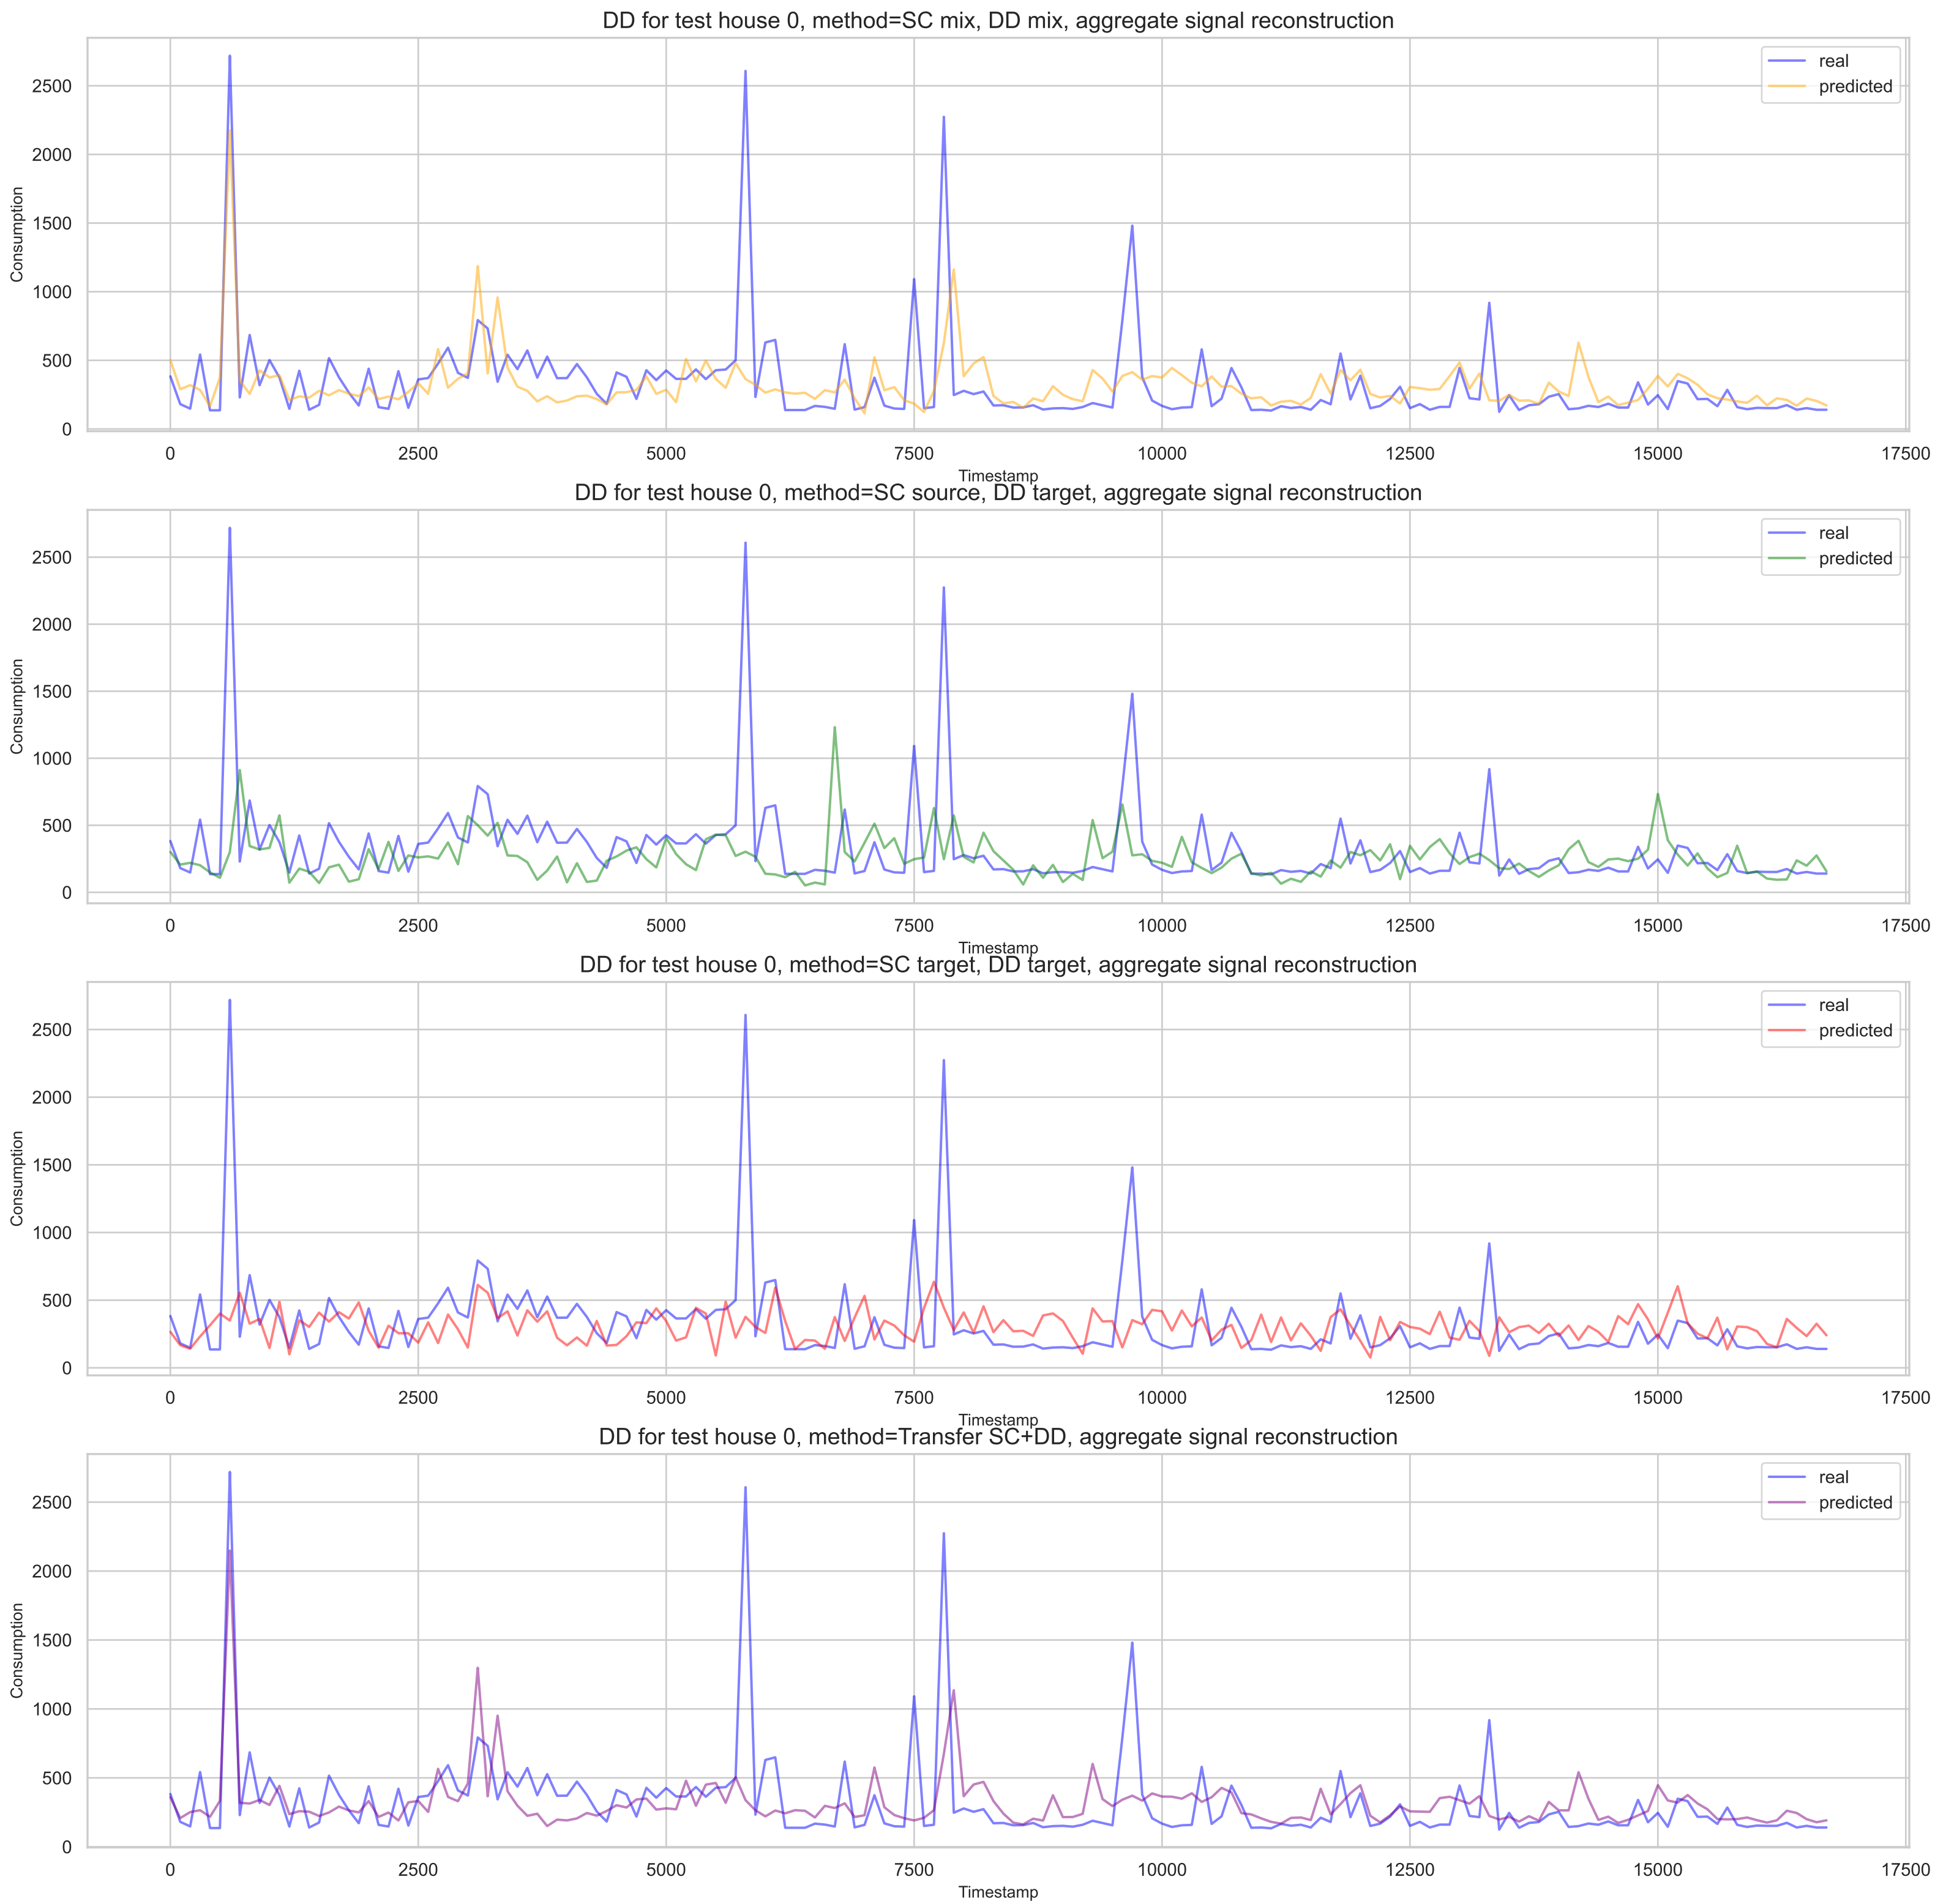 DD for test house 0, method=SC mix, DD mix, aggregate signal reconstruction
real
predicted
Consumption
2500
2000
1500
1000
500
0
0 2500 5000 7500 10000 12500 15000 17500
Timestamp
DD for test house 0, method=SC source, DD target, aggregate signal reconstruction
real
predicted
Consumption
2500
2000
1500
1000
500
0
0 2500 5000 7500 10000 12500 15000 17500
Timestamp
DD for test house 0, method=SC target, DD target, aggregate signal reconstruction
real
predicted
Consumption
2500
2000
1500
1000
500
0
0 2500 5000 7500 10000 12500 15000 17500
Timestamp
DD for test house 0, method=Transfer SC+DD, aggregate signal reconstruction
real
predicted
Consumption
2500
2000
1500
1000
500
0
0 2500 5000 7500 10000 12500 15000 17500
Timestamp